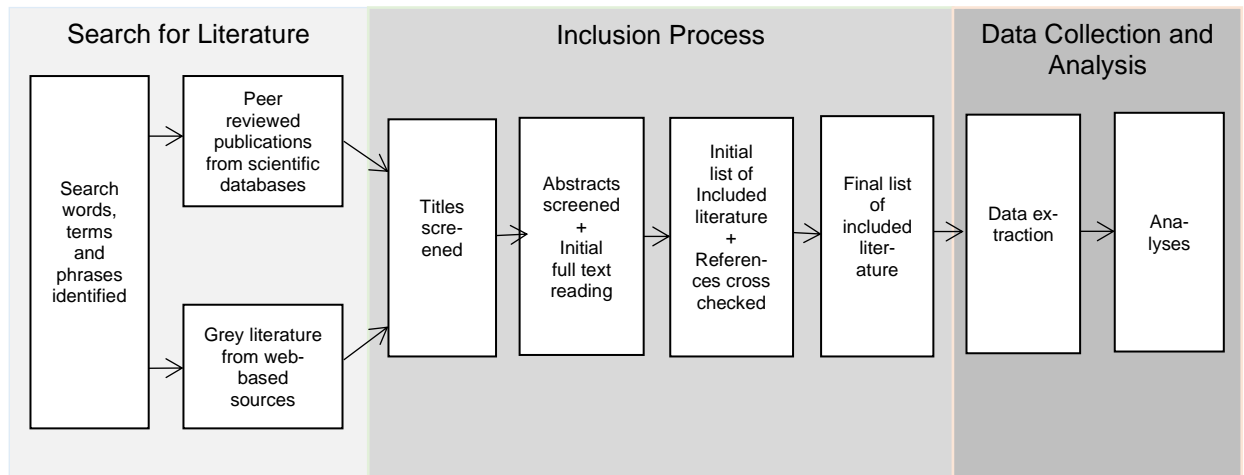 Search for Literature
Search
words,
terms
and
phrases
identified
Peer
reviewed
publications
from scientific
databases
Grey literature
from web-
based
sources
Inclusion Process
Titles
scre-
ened
Abstracts
screened
+
Initial
full text
reading
Initial
list of
Included
literature
+
Referen-
ces cross
checked
Final list
of
included
liter-
ature
Data Collection and
Analysis
Data ex-
traction
Ana-
lyses